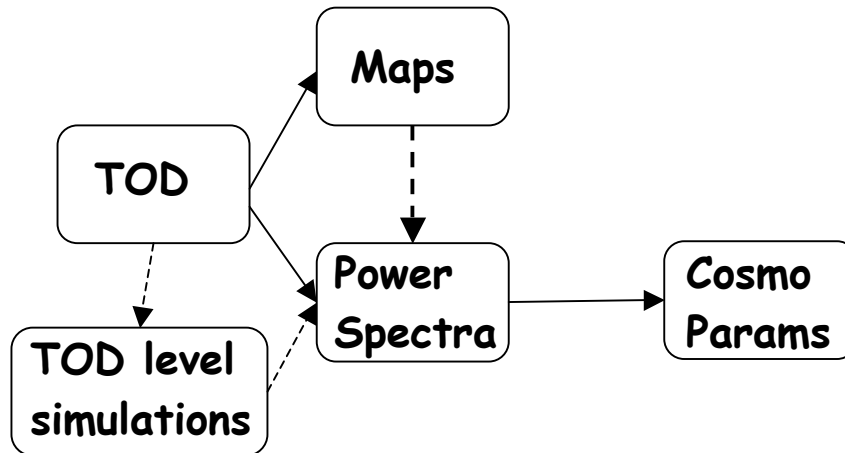 Maps
TOD
Power
Spectra
Cosmo
Params
TOD level
simulations